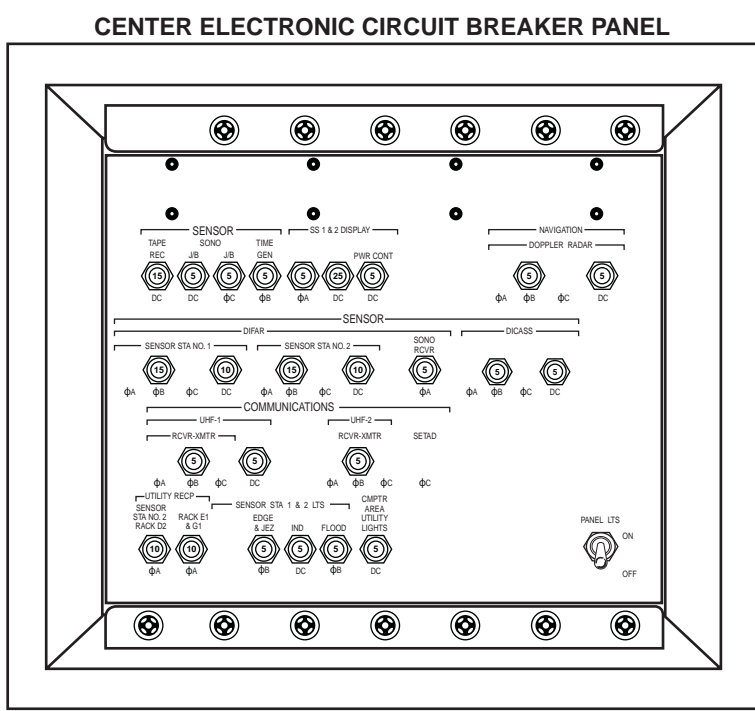 CENTER ELECTRONIC CIRCUIT BREAKER PANEL
SENSOR
SS 1 & 2 DISPLAY
NAVIGATION
TAPE
REC
SONO
J/B
J/B
TIME
GEN
PWR CONT
DOPPLER RADAR
15 5 5 5 5 25 5 5 5
DC DC ϕC ϕB ϕA DC DC ϕA ϕB ϕC DC
SENSOR
DIFAR
DICASS
SENSOR STA NO. 1
SENSOR STA NO. 2
SONO
RCVR
15 10 15 10 5 5 5
ϕA ϕB ϕC DC ϕA ϕB ϕC DC ϕA ϕA ϕB ϕC DC
COMMUNICATIONS
UHF-1
UHF-2
RCVR-XMTR
RCVR-XMTR
SETAD
5 5 5
ϕA ϕB ϕC DC ϕA ϕB ϕC ϕC
UTILITY RECP
SENSOR STA 1 & 2 LTS
SENSOR
STA NO. 2
RACK D2
RACK E1
& G1
EDGE
& JEZ
IND
FLOOD
CMPTR
AREA
UTILITY
LIGHTS
10 10 5 5 5 5
ϕA ϕA ϕB DC ϕB DC
PANEL LTS
ON
OFF